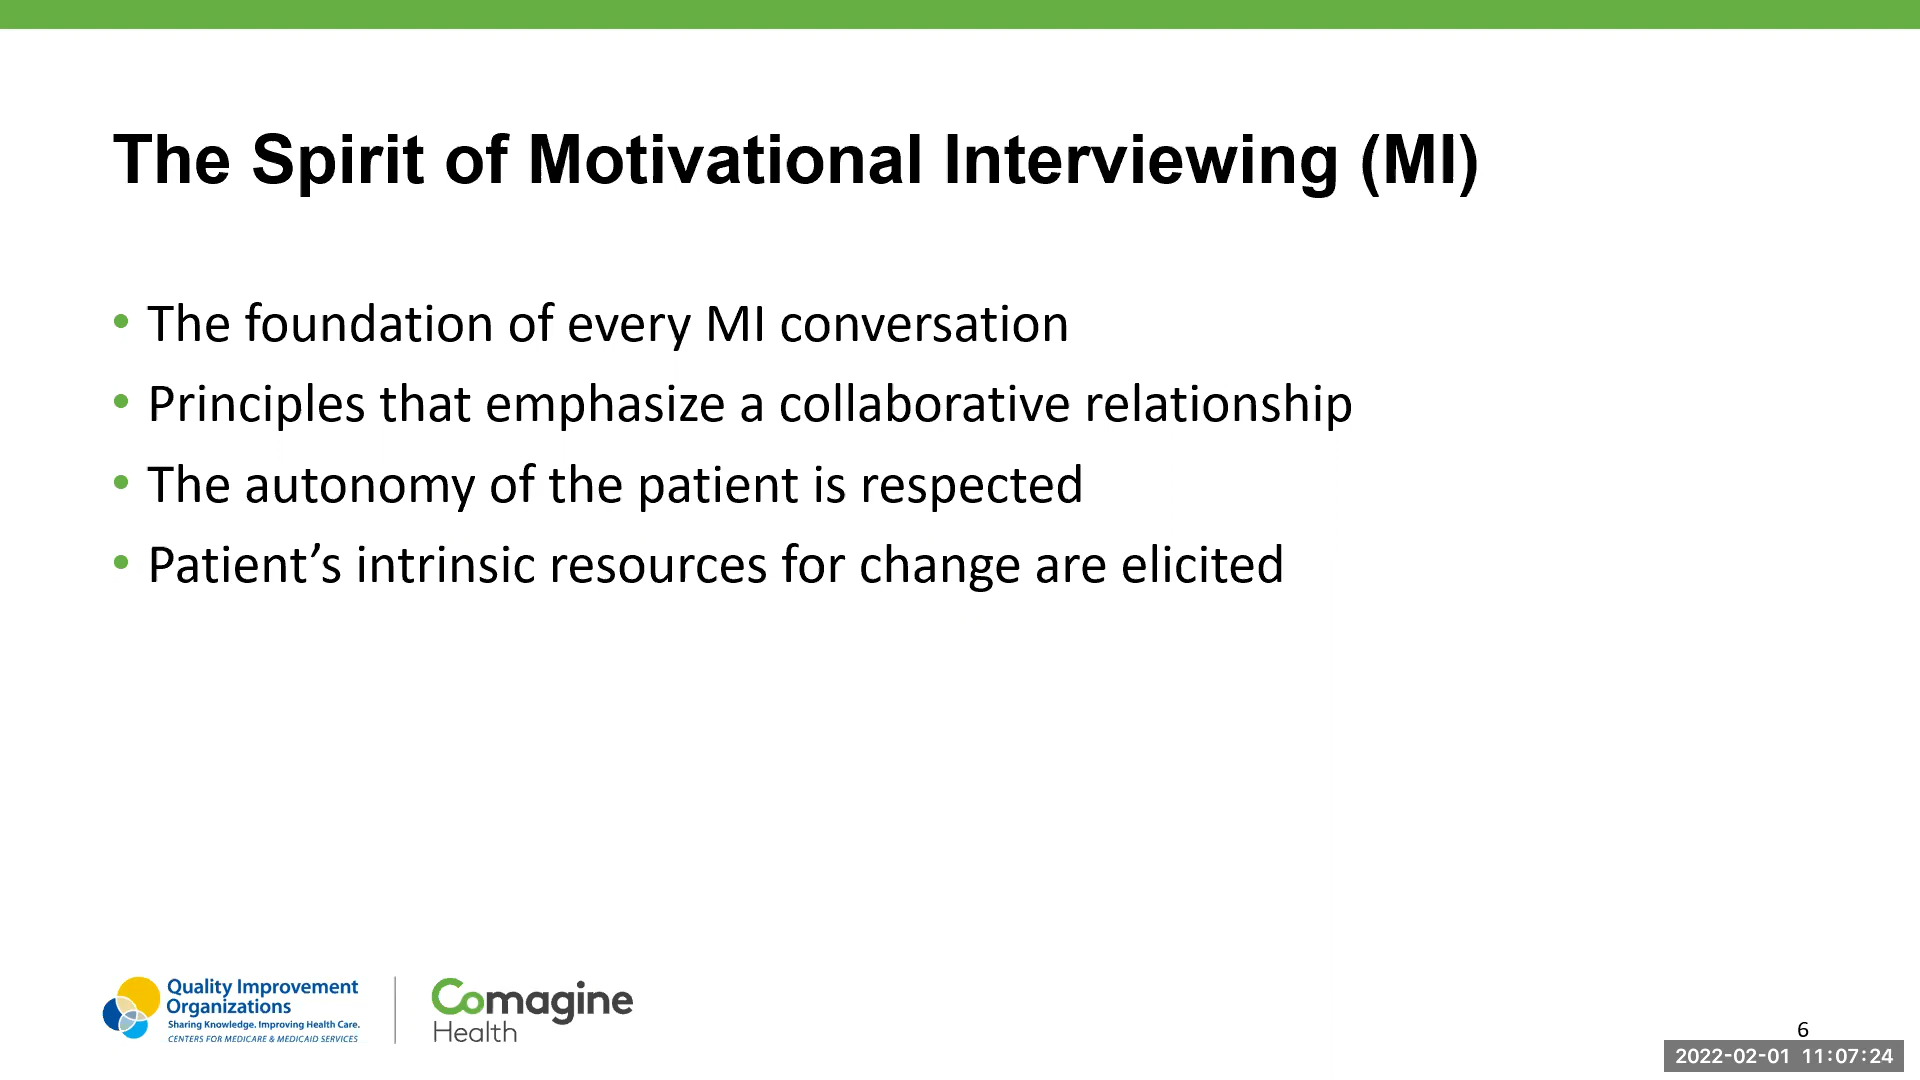 The Spirit of Motivational Interviewing (MI)
• The foundation of every MI conversation
• Principles that emphasize a collaborative relationship
• The autonomy of the patient is respected
• Patient’s intrinsic resources for change are elicited
Quality Improvement
Organizations
Sharing Knowledge. Improving Health Care.
CENTERS FOR MEDICARE & MEDICAID SERVICES
Comagine
Health
6
2022-02-01 11:07:24